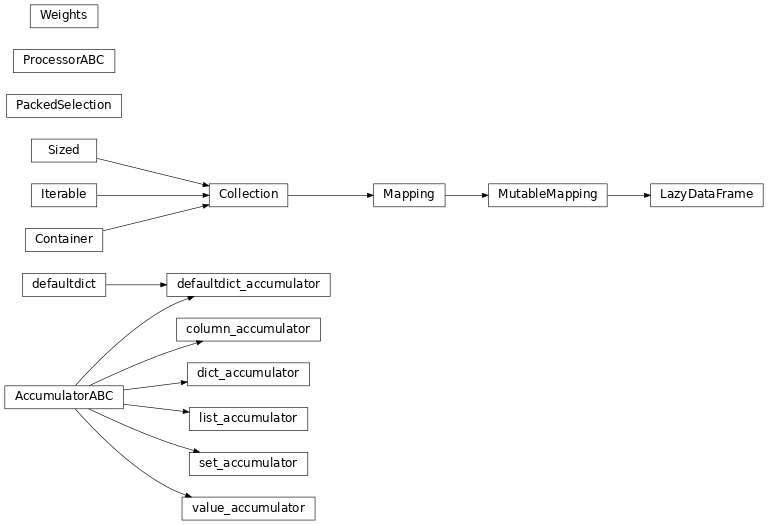 Weights
ProcessorABC
PackedSelection
Sized
Iterable
Collection
Mapping
MutableMapping
LazyDataFrame
Container
defaultdict
defaultdict_accumulator
column_accumulator
dict_accumulator
AccumulatorABC
list_accumulator
set_accumulator
value_accumulator